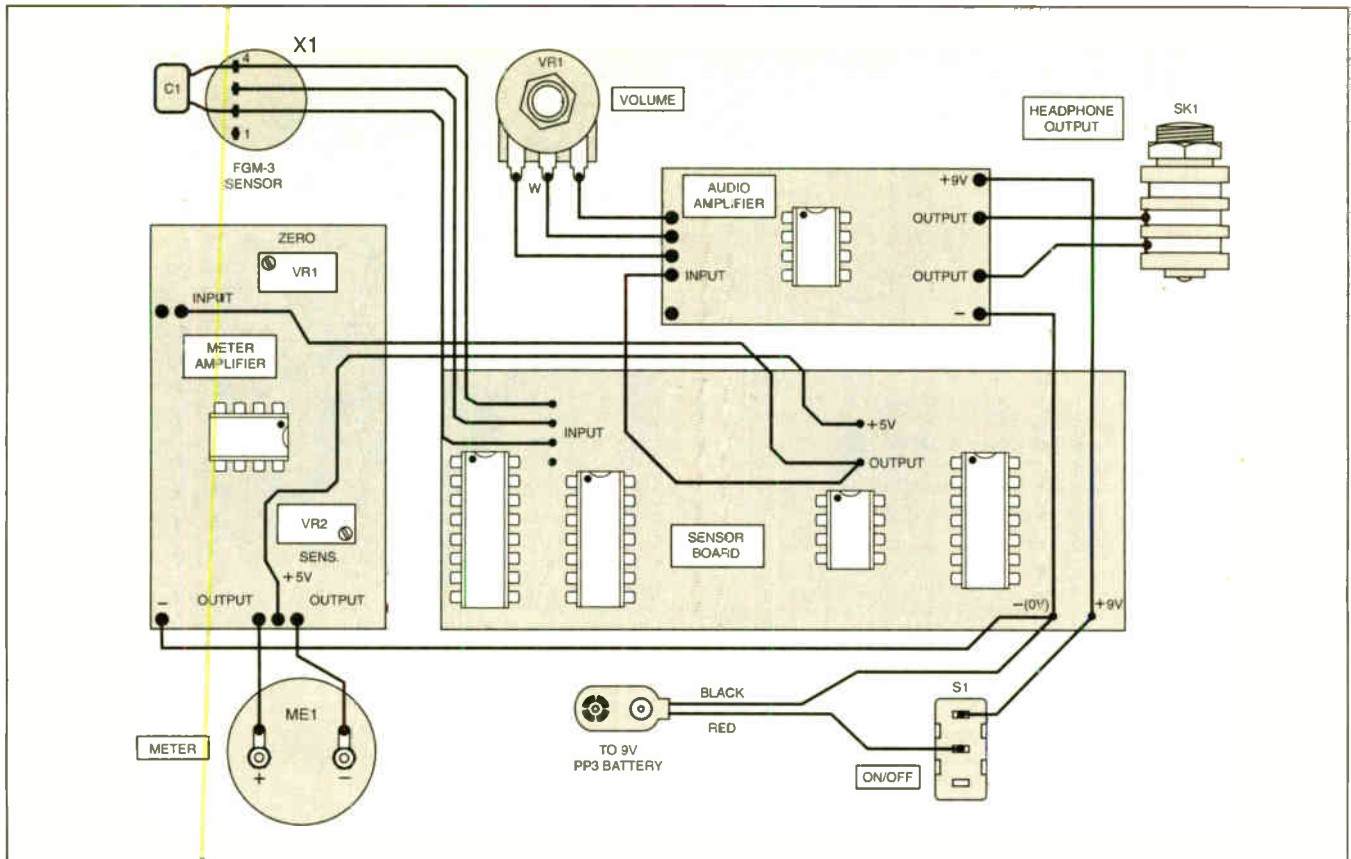 X1
4
C1
1
FGM-3
SENSOR
VR1
VOLUME
W
HEADPHONE
OUTPUT
SK1
AUDIO
AMPLIFIER
+9V
OUTPUT
INPUT
OUTPUT
–
ZERO
VR1
INPUT
METER
AMPLIFIER
VR2
SENS.
+5V
–
OUTPUT
OUTPUT
INPUT
+5V
OUTPUT
SENSOR
BOARD
–(0V)
+9V
ME1
METER
+
–
BLACK
RED
TO 9V
PP3 BATTERY
S1
ON/OFF